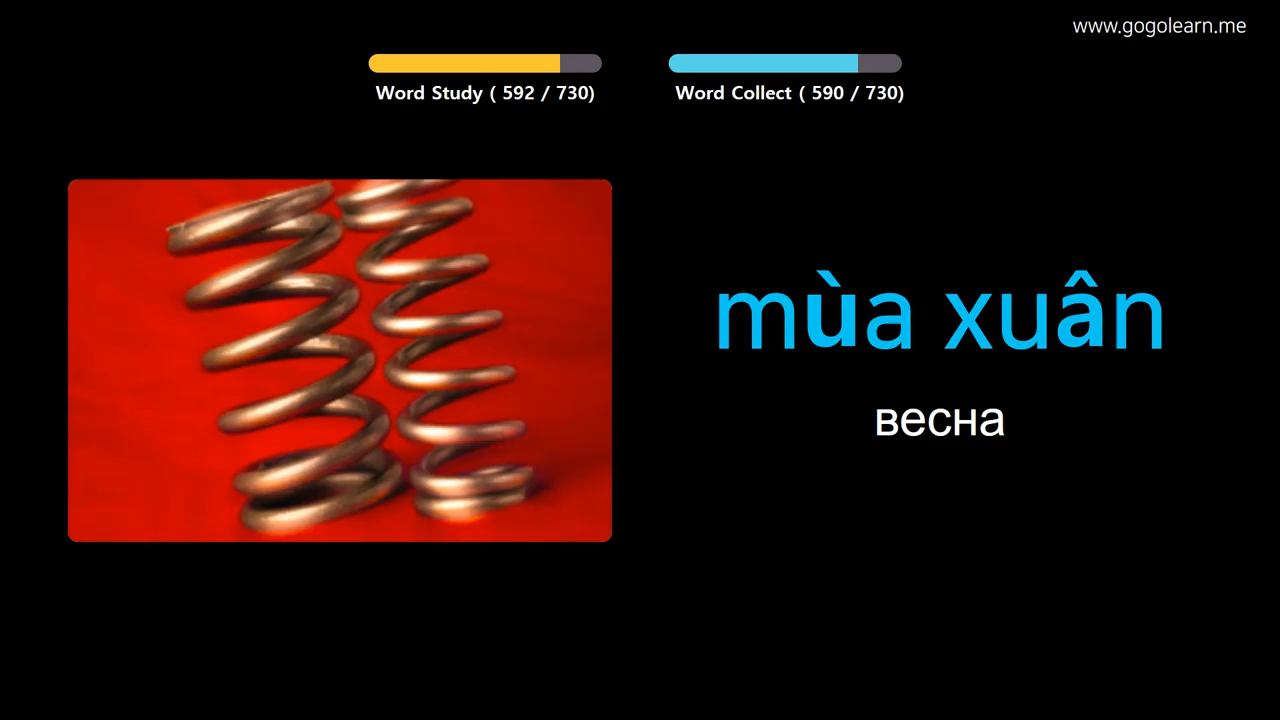 www.gogolearn.me
Word Study ( 592 / 730)
Word Collect ( 590 / 730)
mùa xuân
весна